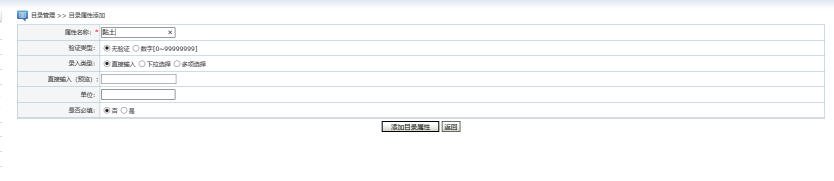 目录管理 >> 目录属性添加
属性名称: * 黏土 ×
验证类型: 无验证 数字[0~99999999]
录入类型: 直接输入 下拉选择 多项选择
直接输入（预览）:
单位:
是否必填: 否 是
添加目录属性 返回